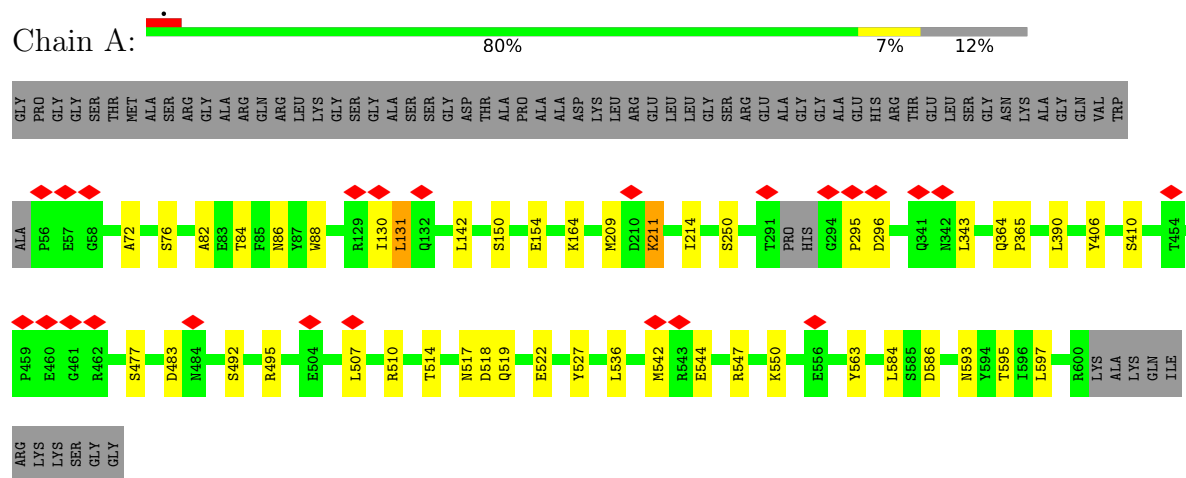 Chain A:
80% 7% 12%
GLY PRO GLY GLY SER THR MET ALA SER ARG GLY ALA ARG GLN ARG LEU LYS GLY SER GLY ALA SER SER GLY ASP THR ALA PRO ALA ALA ASP LYS LEU ARG GLU LEU LEU GLY SER ARG GLU ALA GLY GLY ALA GLU HIS ARG THR GLU LEU SER GLY ASN LYS ALA GLY GLN VAL TRP
ALA P56 E57 G58 A72 S76 A82 E83 T84 F85 N86 Y87 W88 R129 I130 L131 Q132 L142 S150 E154 K164 M209 D210 K211 I214 S250 T291 PRO HIS G294 P295 D296 Q341 N342 L343 Q364 P365 L390 Y406 S410 T454
P459 E460 G461 R462 S477 D483 N484 S492 R495 E504 L507 R510 T514 N517 D518 Q519 E522 Y527 L536 M542 R543 E544 R547 K550 E556 Y563 L584 S585 D586 N593 Y594 T595 I596 L597 R600 LYS ALA LYS GLN ILE
ARG LYS LYS SER GLY GLY